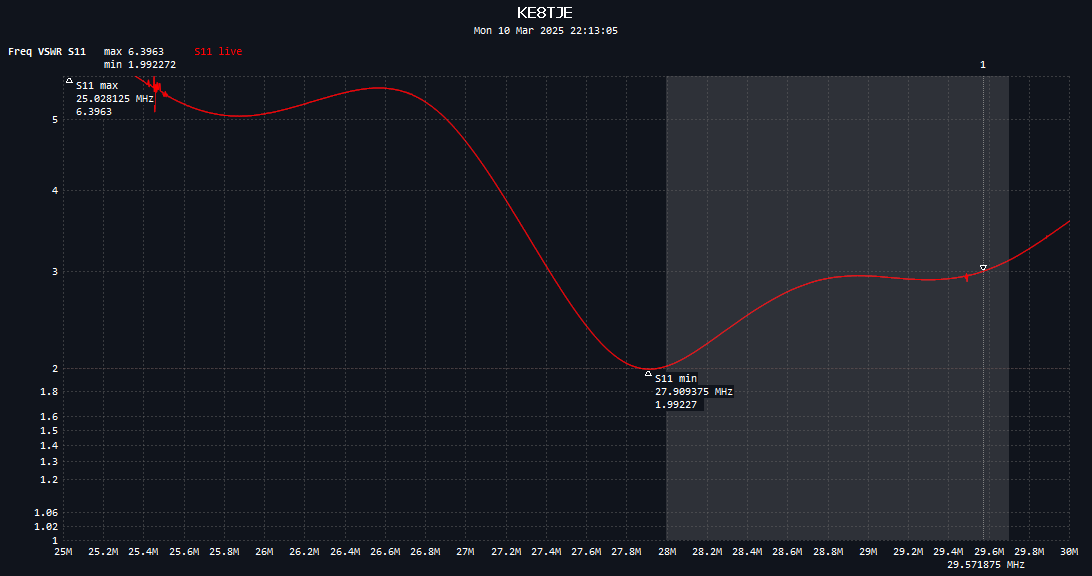 KE8TJE
Mon 10 Mar 2025 22:13:05
Freq VSWR S11 max 6.3963 S11 live
min 1.992272
1
S11 max
25.028125 MHz
6.3963
5
4
3
2
S11 min
27.909375 MHz
1.99227
1.8
1.6
1.5
1.4
1.3
1.2
1.06
1.02
1
25M 25.2M 25.4M 25.6M 25.8M 26M 26.2M 26.4M 26.6M 26.8M 27M 27.2M 27.4M 27.6M 27.8M 28M 28.2M 28.4M 28.6M 28.8M 29M 29.2M 29.4M 29.6M 29.8M 30M
29.571875 MHz